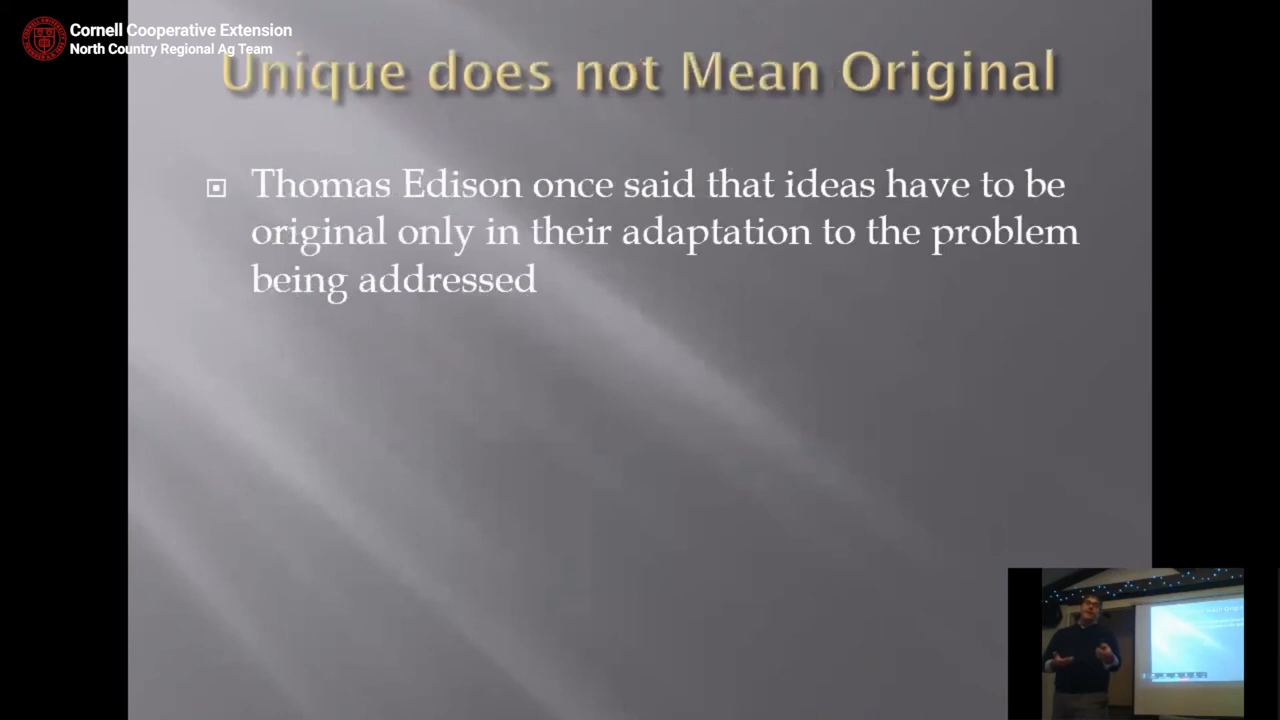 Cornell Cooperative Extension
North Country Regional Ag Team
Unique does not Mean Original
Thomas Edison once said that ideas have to be
original only in their adaptation to the problem
being addressed